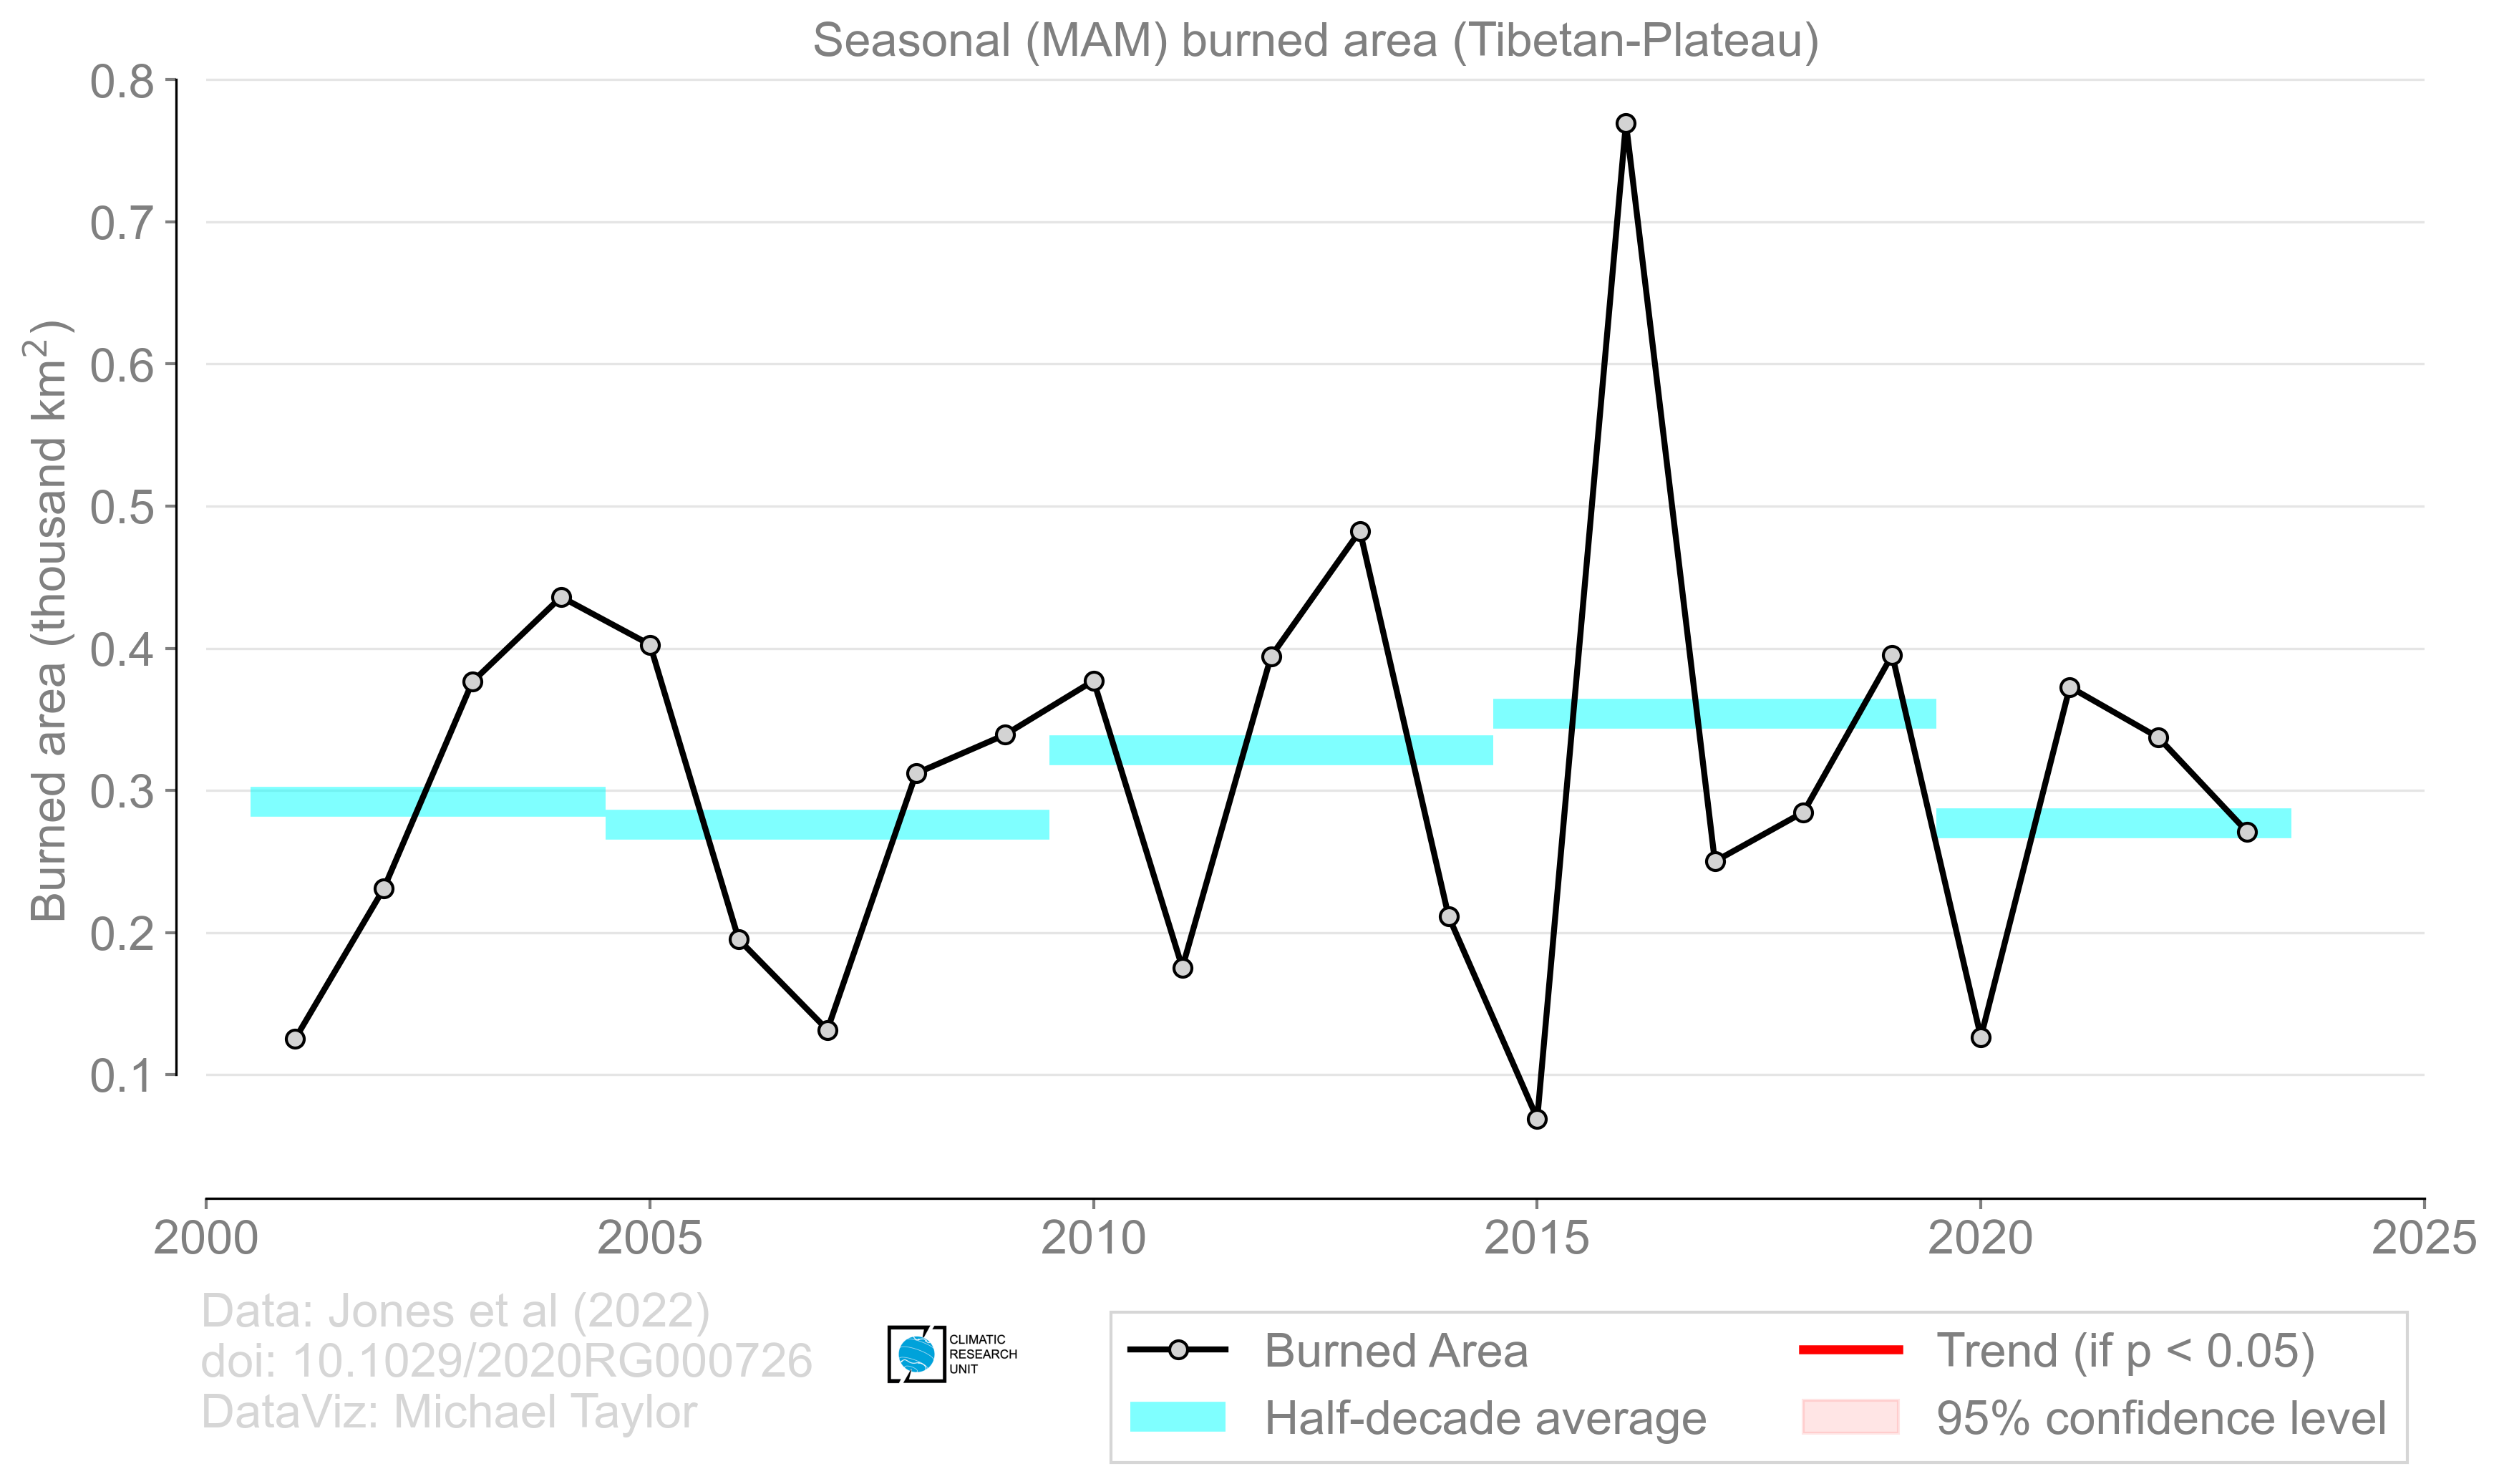 Seasonal (MAM) burned area (Tibetan-Plateau)
Burned area (thousand km²)
0.8
0.7
0.6
0.5
0.4
0.3
0.2
0.1
2000 2005 2010 2015 2020 2025
Data: Jones et al (2022)
doi: 10.1029/2020RG000726
DataViz: Michael Taylor
CLIMATIC
RESEARCH
UNIT
Burned Area
Half-decade average
Trend (if p < 0.05)
95% confidence level